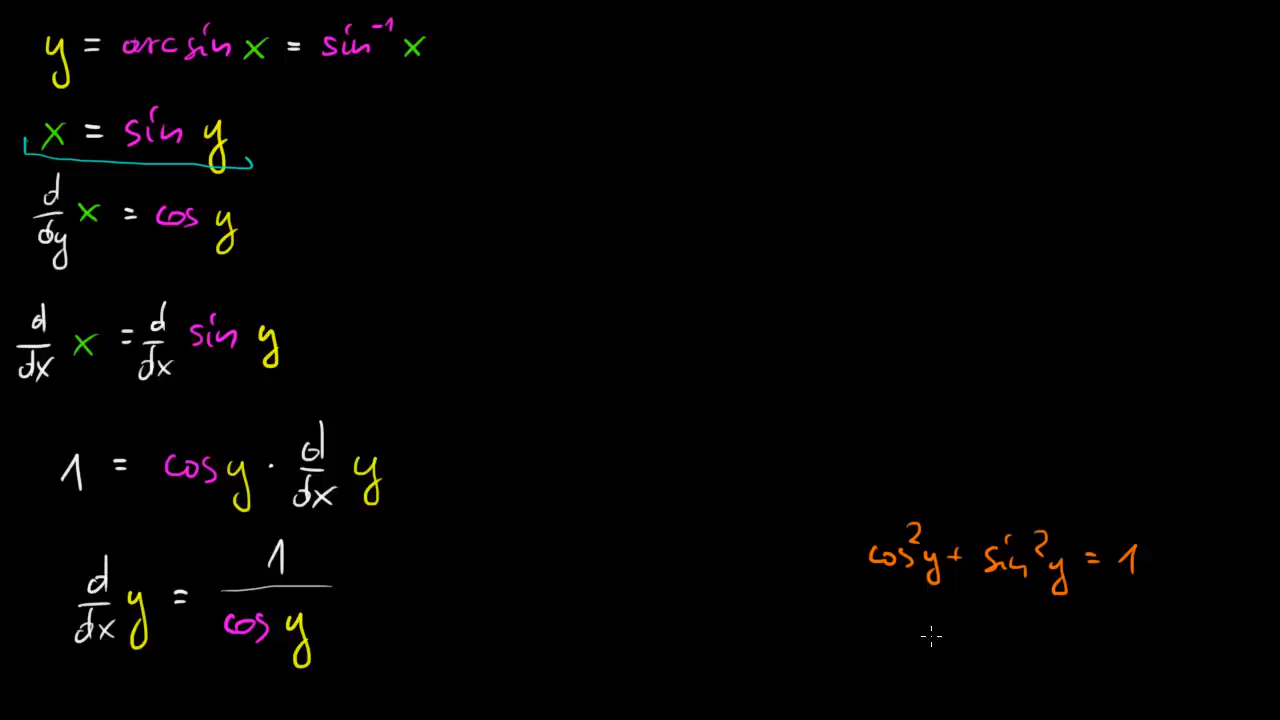 y = arcsin x = sin⁻¹ x
x = sin y
d/dy x = cos y
d/dx x = d/dx sin y
1 = cos y · d/dx y
d/dx y = 1/cos y
cos²y + sin²y = 1